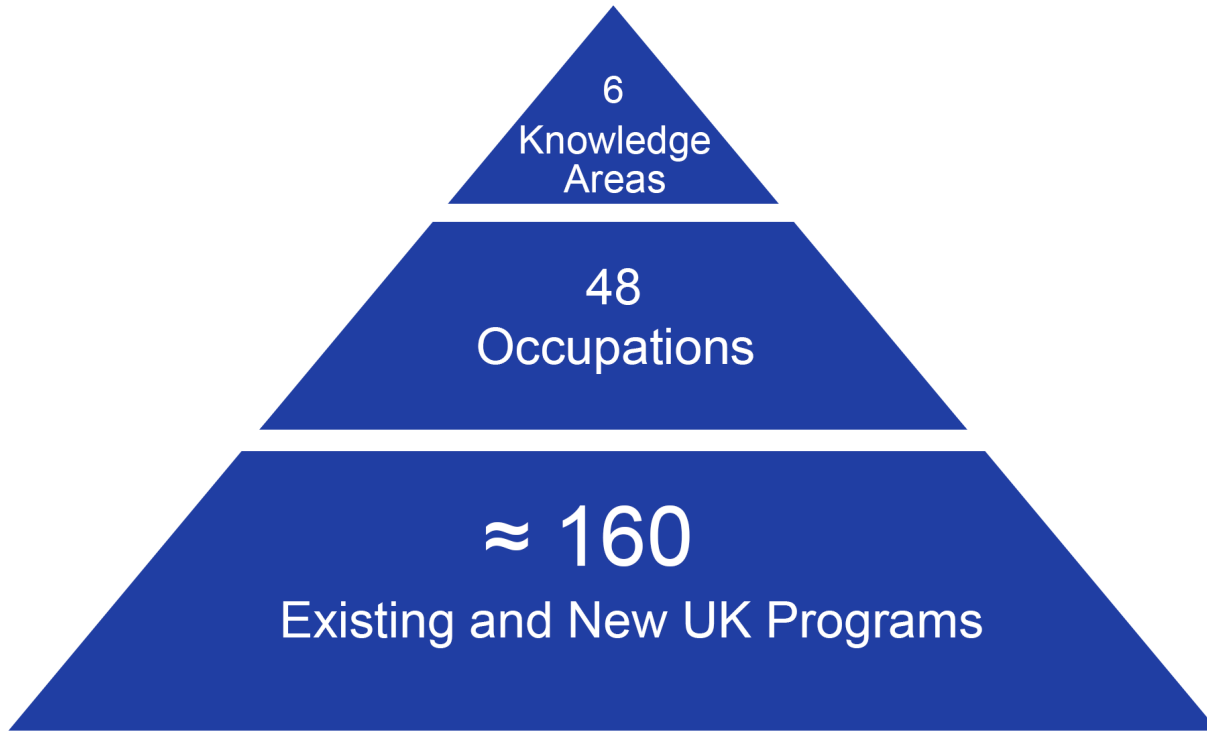 6
Knowledge
Areas
48
Occupations
≈ 160
Existing and New UK Programs